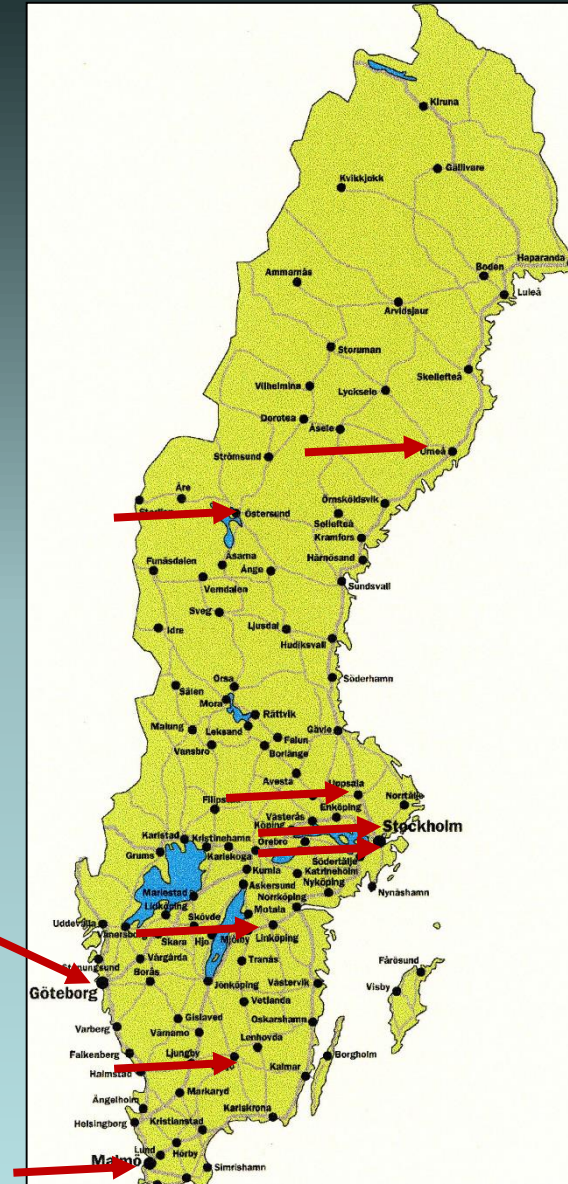 Kiruna
Gällivare
Kvikkjokk
Haparanda
Boden
Ammarnäs
Luleå
Arvidsjaur
Storuman
Skellefteå
Vilhelmina
Lycksele
Dorotea
Åsele
Umeå
Strömsund
Åre
Örnsköldsvik
Östersund
Sollefteå
Kramfors
Åsarna
Härnösand
Funäsdalen
Ånge
Vemdalen
Sundsvall
Sveg
Ljusdal
Idre
Hudiksvall
Orsa
Söderhamn
Sälen
Mora
Rättvik
Malung
Leksand
Gävle
Falun
Vansbro
Borlänge
Avesta
Uppsala
Norrtälje
Enköping
Västerås
Köping
Stockholm
Karlstad
Kristinehamn
Örebro
Grums
Karlskoga
Södertälje
Kumla
Katrineholm
Askersund
Nyköping
Nynäshamn
Mariestad
Lidköping
Norrköping
Motala
Uddevalla
Skövde
Linköping
Skara
Hjo
Mjölby
Vårgårda
Tranås
Fårösund
Borås
Göteborg
Jönköping
Västervik
Visby
Vetlanda
Gislaved
Oskarshamn
Varberg
Värnamo
Lenhovda
Falkenberg
Ljungby
Borgholm
Halmstad
Kalmar
Markaryd
Ängelholm
Karlskrona
Helsingborg
Kristianstad
Lund
Hörby
Malmö
Simrishamn